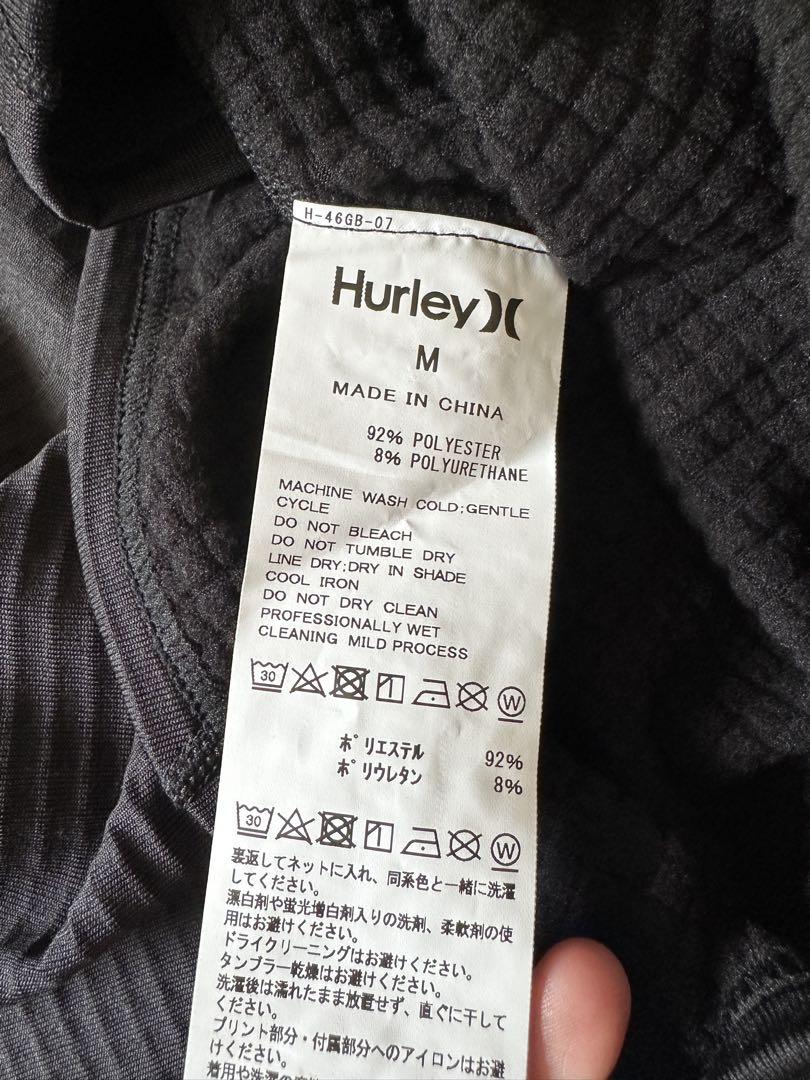 H-46GB-07
Hurley
M
MADE IN CHINA
92% POLYESTER
8% POLYURETHANE
MACHINE WASH COLD;GENTLE
CYCLE
DO NOT BLEACH
DO NOT TUMBLE DRY
LINE DRY;DRY IN SHADE
COOL IRON
DO NOT DRY CLEAN
PROFESSIONALLY WET
CLEANING MILD PROCESS
30 W
ポリエステル 92%
ポリウレタン 8%
30 W
裏返してネットに入れ、同系色と一緒に洗濯
してください。
漂白剤や蛍光増白剤入りの洗剤、柔軟剤の使
用はお避けください。
ドライクリーニングはお避けください。
タンブラー乾燥はお避けください。
洗濯後は濡れたまま放置せず、直ぐに干して
ください。
プリント部分・付属部分へのアイロンはお避
けください。
着用や洗濯の